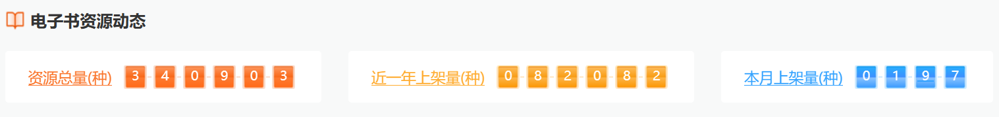 电子书资源动态
资源总量(种) 3-4-0-9-0-3 近一年上架量(种) 0-8-2-0-8-2 本月上架量(种) 0-1-9-7